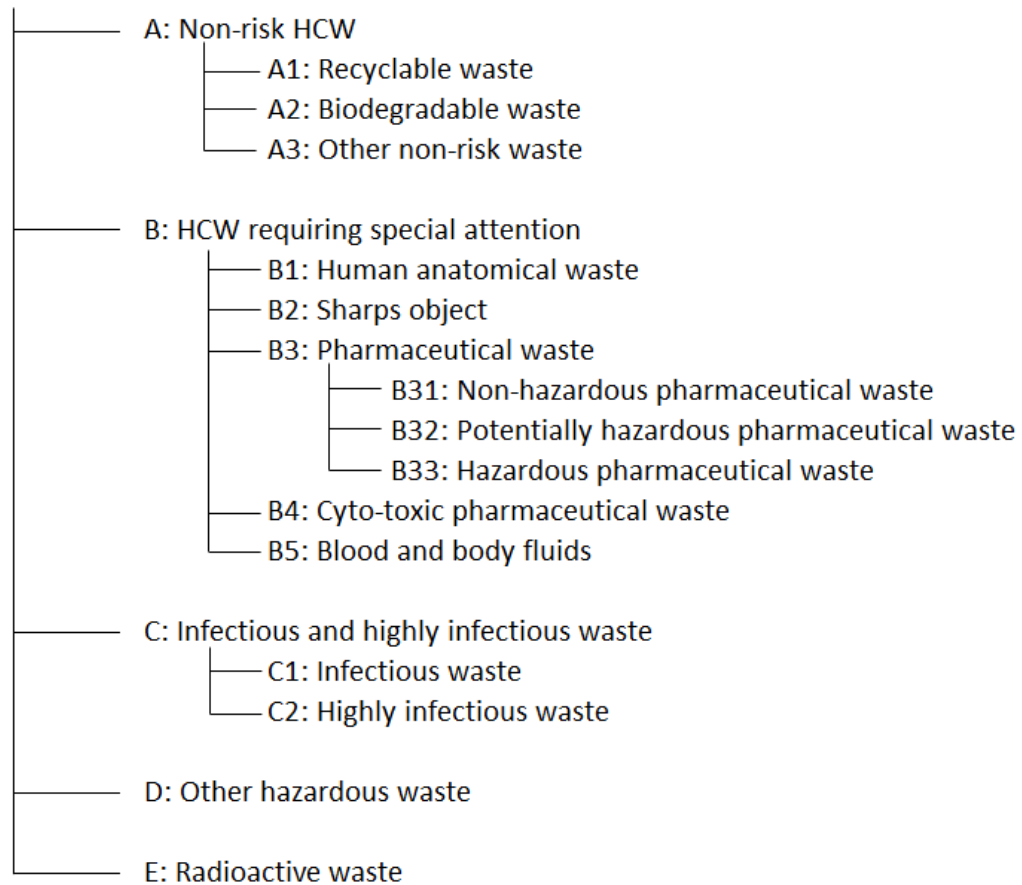 A: Non-risk HCW
A1: Recyclable waste
A2: Biodegradable waste
A3: Other non-risk waste
B: HCW requiring special attention
B1: Human anatomical waste
B2: Sharps object
B3: Pharmaceutical waste
B31: Non-hazardous pharmaceutical waste
B32: Potentially hazardous pharmaceutical waste
B33: Hazardous pharmaceutical waste
B4: Cyto-toxic pharmaceutical waste
B5: Blood and body fluids
C: Infectious and highly infectious waste
C1: Infectious waste
C2: Highly infectious waste
D: Other hazardous waste
E: Radioactive waste